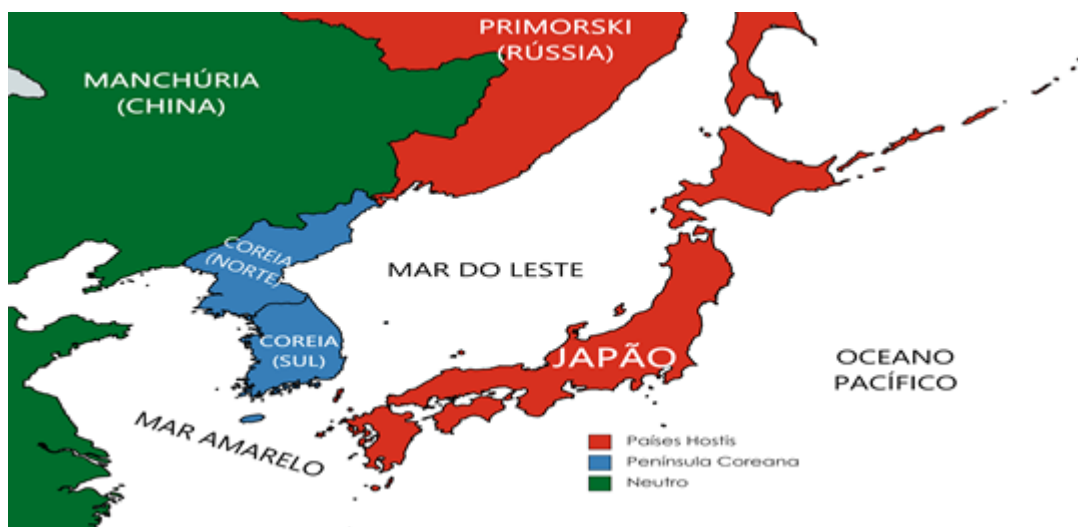 PRIMORSKI
(RÚSSIA)
MANCHÚRIA
(CHINA)
COREIA
(NORTE)
MAR DO LESTE
COREIA
(SUL)
JAPÃO
OCEANO
PACÍFICO
MAR AMARELO
Países Hostis
Península Coreana
Neutro